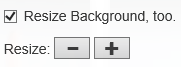 Resize Background, too.
Resize: − +